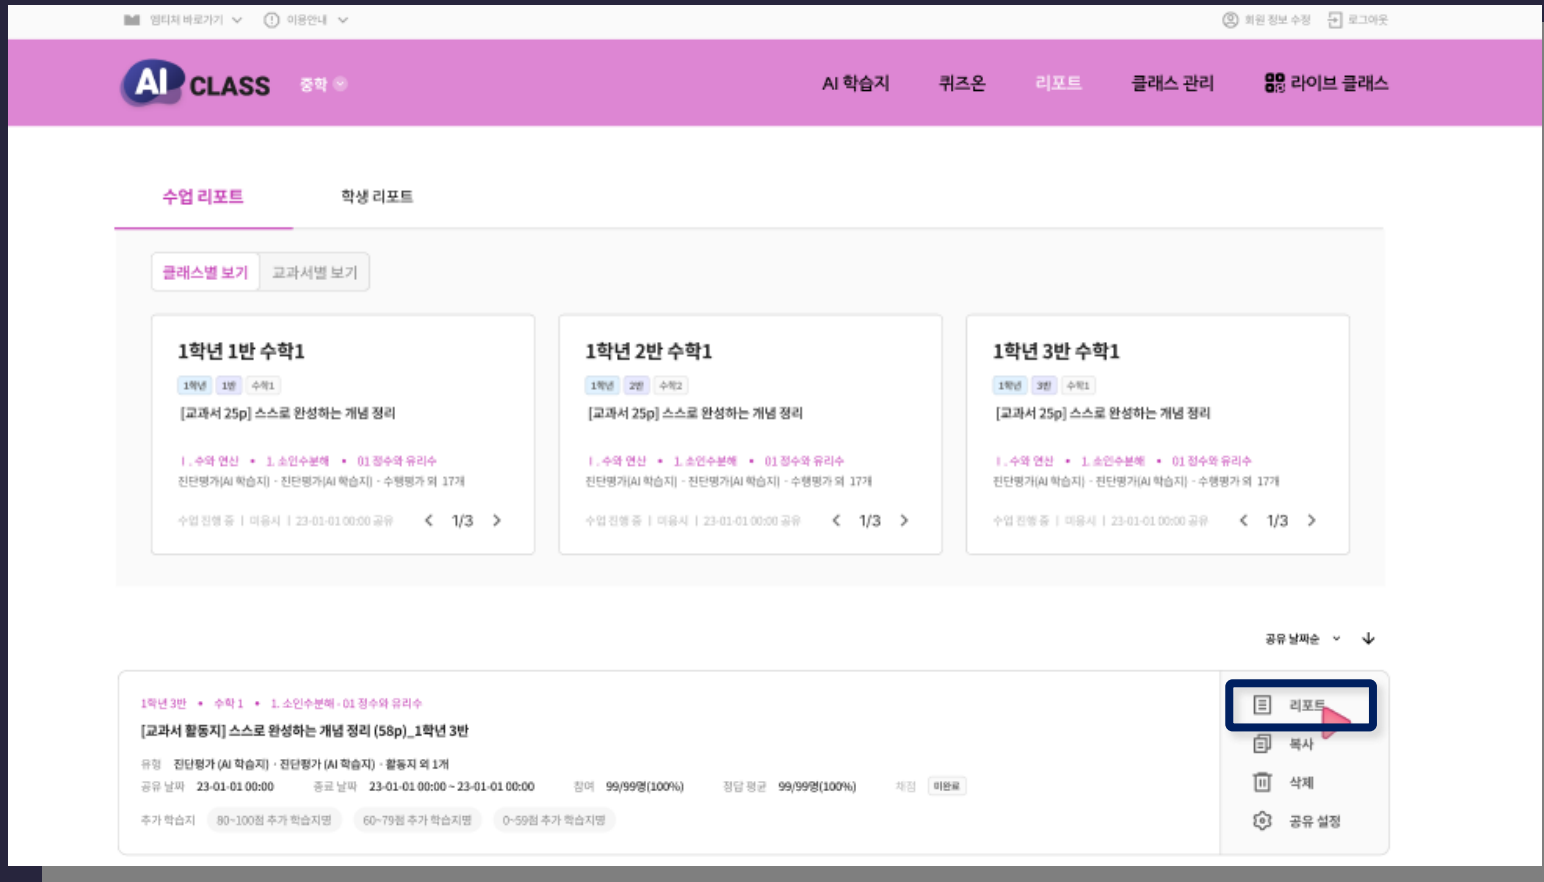 엠티처 바로가기
이용안내
회원 정보 수정
로그아웃
AI CLASS
중학
AI 학습지
퀴즈온
리포트
클래스 관리
라이브 클래스
수업 리포트
학생 리포트
클래스별 보기
교과서별 보기
1학년 1반 수학1
1학년 1반 수학1
[교과서 25p] 스스로 완성하는 개념 정리
Ⅰ. 수와 연산 • 1. 소인수분해 • 01 정수와 유리수
진단평가(AI 학습지) · 진단평가(AI 학습지) · 수행평가 외 17개
수업 진행 중 | 미응시 | 23-01-01 00:00 공유
1/3
1학년 2반 수학1
1학년 2반 수학2
[교과서 25p] 스스로 완성하는 개념 정리
Ⅰ. 수와 연산 • 1. 소인수분해 • 01 정수와 유리수
진단평가(AI 학습지) · 진단평가(AI 학습지) · 수행평가 외 17개
수업 진행 중 | 미응시 | 23-01-01 00:00 공유
1/3
1학년 3반 수학1
1학년 3반 수학1
[교과서 25p] 스스로 완성하는 개념 정리
Ⅰ. 수와 연산 • 1. 소인수분해 • 01 정수와 유리수
진단평가(AI 학습지) · 진단평가(AI 학습지) · 수행평가 외 17개
수업 진행 중 | 미응시 | 23-01-01 00:00 공유
1/3
공유 날짜순
1학년 3반 • 수학 1 • 1. 소인수분해 - 01 정수와 유리수
[교과서 활동지] 스스로 완성하는 개념 정리 (58p)_1학년 3반
유형 진단평가 (AI 학습지) · 진단평가 (AI 학습지) · 활동지 외 1개
공유 날짜 23-01-01 00:00 종료 날짜 23-01-01 00:00 ~ 23-01-01 00:00 참여 99/99명(100%) 정답 평균 99/99명(100%) 채점 미완료
추가 학습지 80~100점 추가 학습지명 60~79점 추가 학습지명 0~59점 추가 학습지명
리포트
복사
삭제
공유 설정